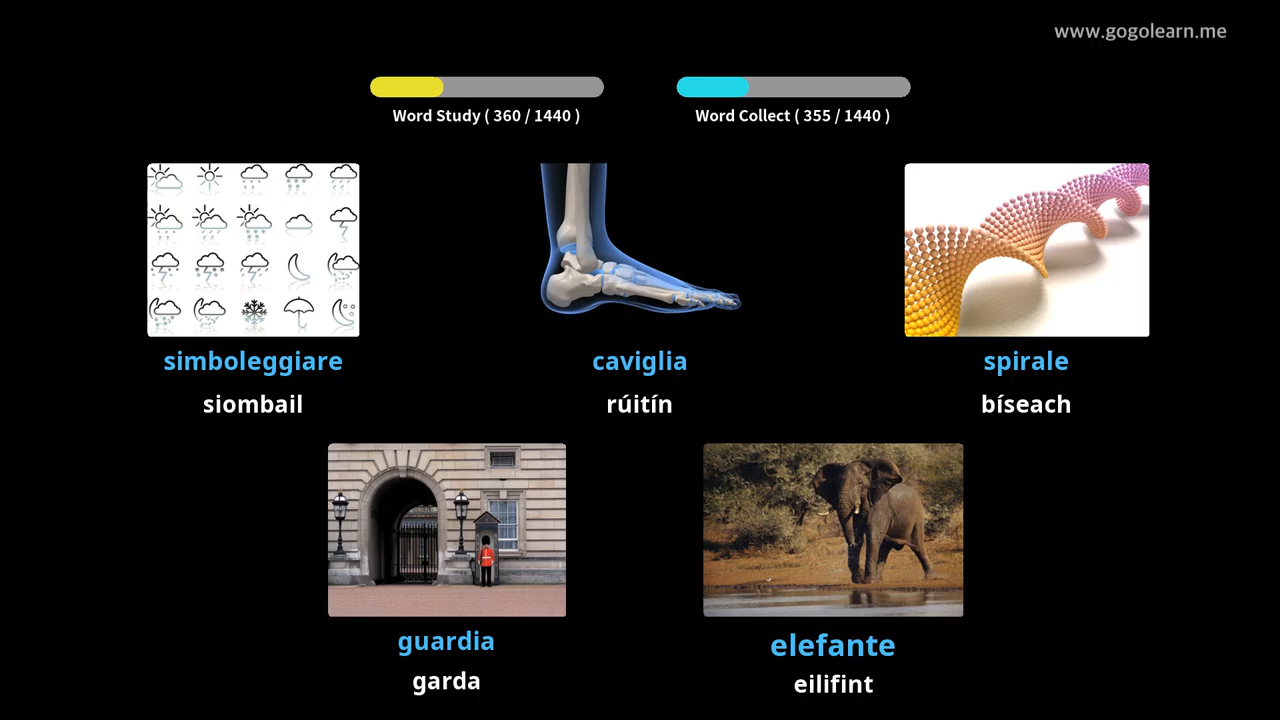 www.gogolearn.me
Word Study ( 360 / 1440 )
Word Collect ( 355 / 1440 )
simboleggiare
siombail
caviglia
rúitín
spirale
bíseach
guardia
garda
elefante
eilifint